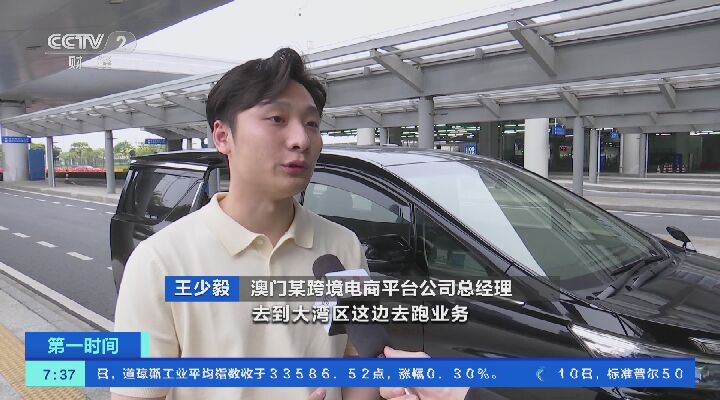 CCTV 2
财经
王少毅 澳门某跨境电商平台公司总经理
去到大湾区这边去跑业务
第一时间
7:37 日，道琼斯工业平均指数收于33586.52点，涨幅0.30%。 10日，标准普尔50